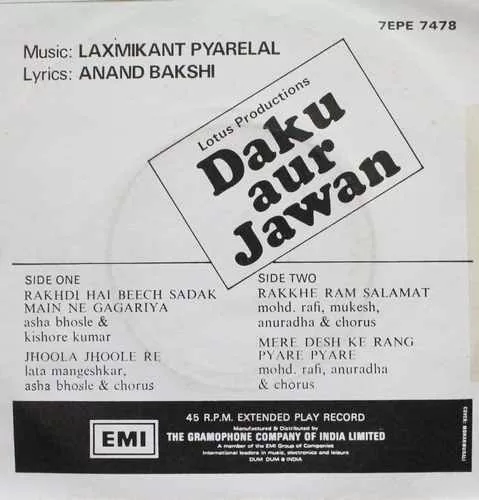 7EPE 7478
Music: LAXMIKANT PYARELAL
Lyrics: ANAND BAKSHI
Lotus Productions
Daku
aur
Jawan
SIDE ONE
RAKHDI HAI BEECH SADAK
MAIN NE GAGARIYA
asha bhosle &
kishore kumar
JHOOLA JHOOLE RE
lata mangeshkar,
asha bhosle & chorus
SIDE TWO
RAKKHE RAM SALAMAT
mohd. rafi, mukesh,
anuradha & chorus
MERE DESH KE RANG
PYARE PYARE
mohd. rafi, anuradha
& chorus
EMI
45 R.P.M. EXTENDED PLAY RECORD
Manufactured & Distributed by
THE GRAMOPHONE COMPANY OF INDIA LIMITED
A member of the EMI Group of Companies
International leaders in music, electronics and leisure
DUM DUM & INDIA